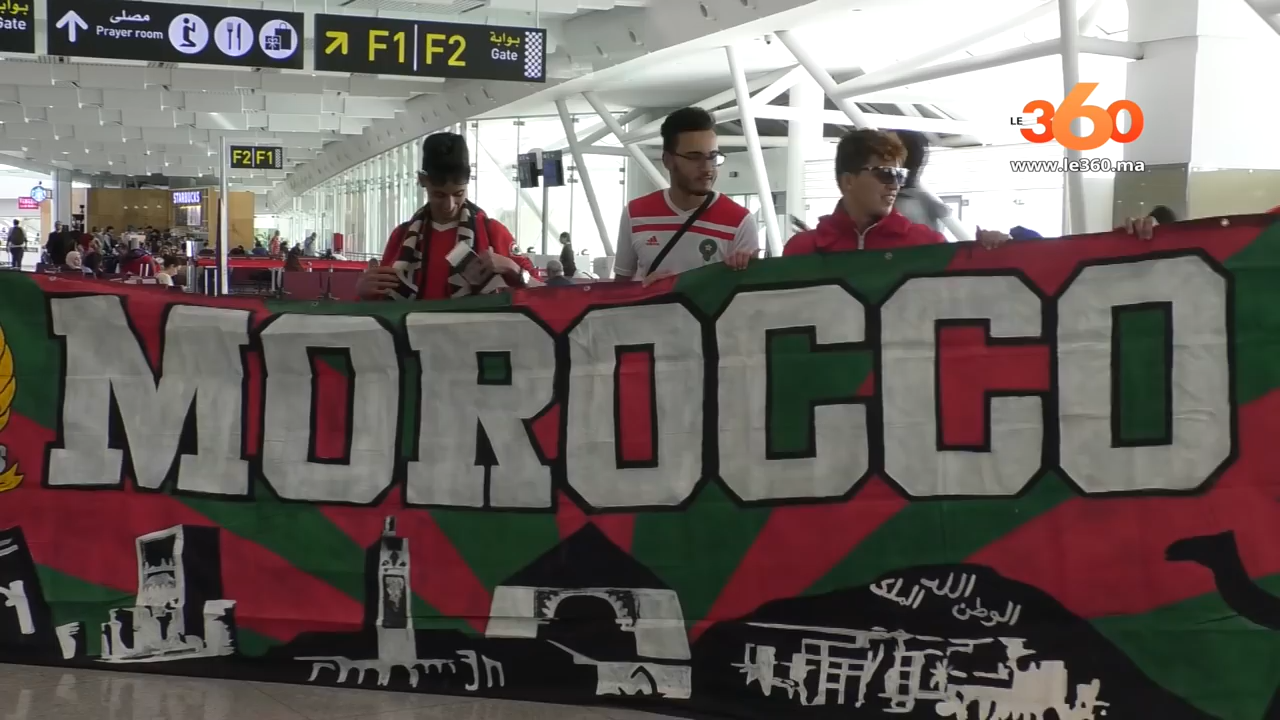 بوابة
Gate
مصلى
Prayer room
F1 F2
بوابة
Gate
F2 F1
STARBUCKS
LE 360
www.le360.ma
MOROCCO
الله
الوطن
الملك